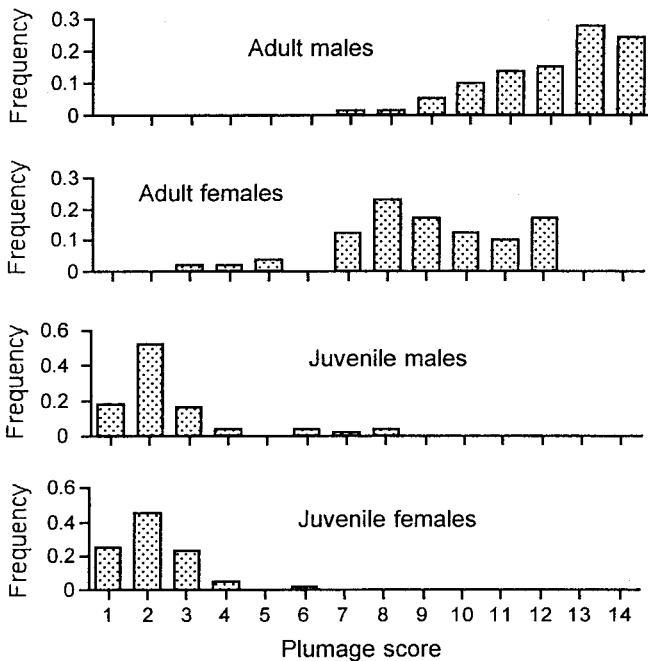 Frequency
0.3
0.2
0.1
0
Adult males
Frequency
0.3
0.2
0.1
0
Adult females
Frequency
0.6
0.4
0.2
0
Juvenile males
Frequency
0.6
0.4
0.2
0
Juvenile females
1 2 3 4 5 6 7 8 9 10 11 12 13 14
Plumage score